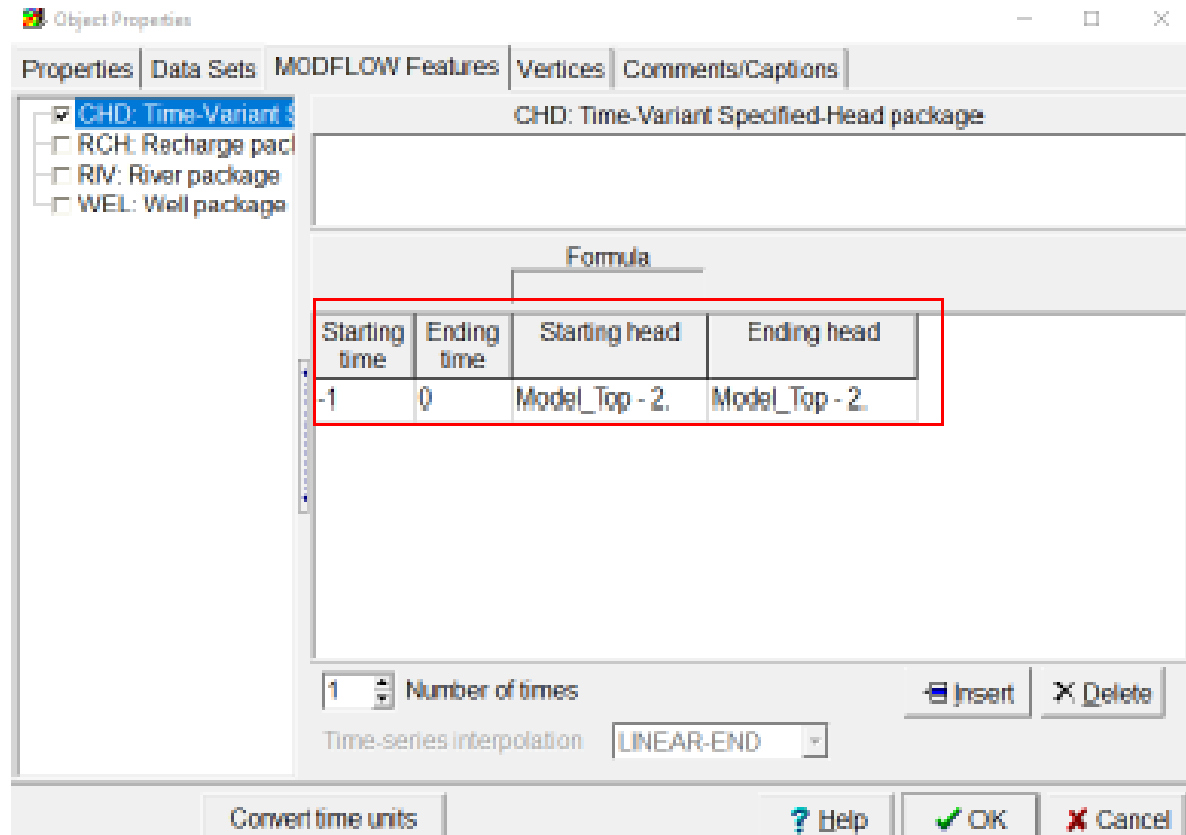 Object Properties
Properties Data Sets MODFLOW Features Vertices Comments/Captions
CHD: Time-Variant S
RCH: Recharge pack
RIV: River package
WEL: Well package
CHD: Time-Variant Specified-Head package
Formula
Starting time Ending time Starting head Ending head
-1 0 Model_Top - 2. Model_Top - 2.
1 Number of times Insert Delete
Time-series interpolation LINEAR-END
Convert time units ? Help OK Cancel